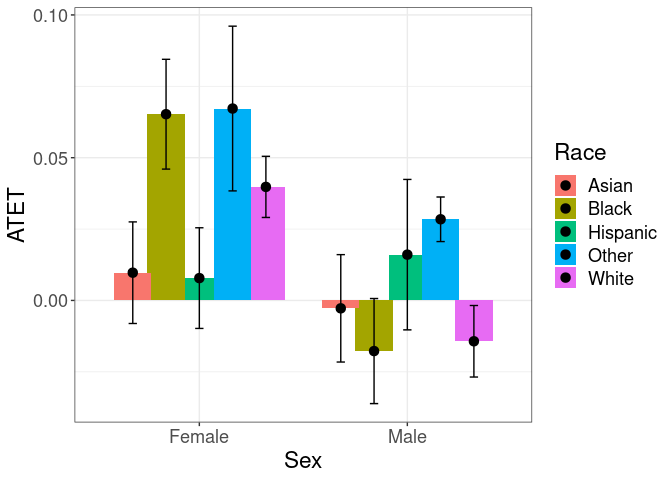 0.10
0.05
0.00
ATET
Female
Male
Sex
Race
Asian
Black
Hispanic
Other
White